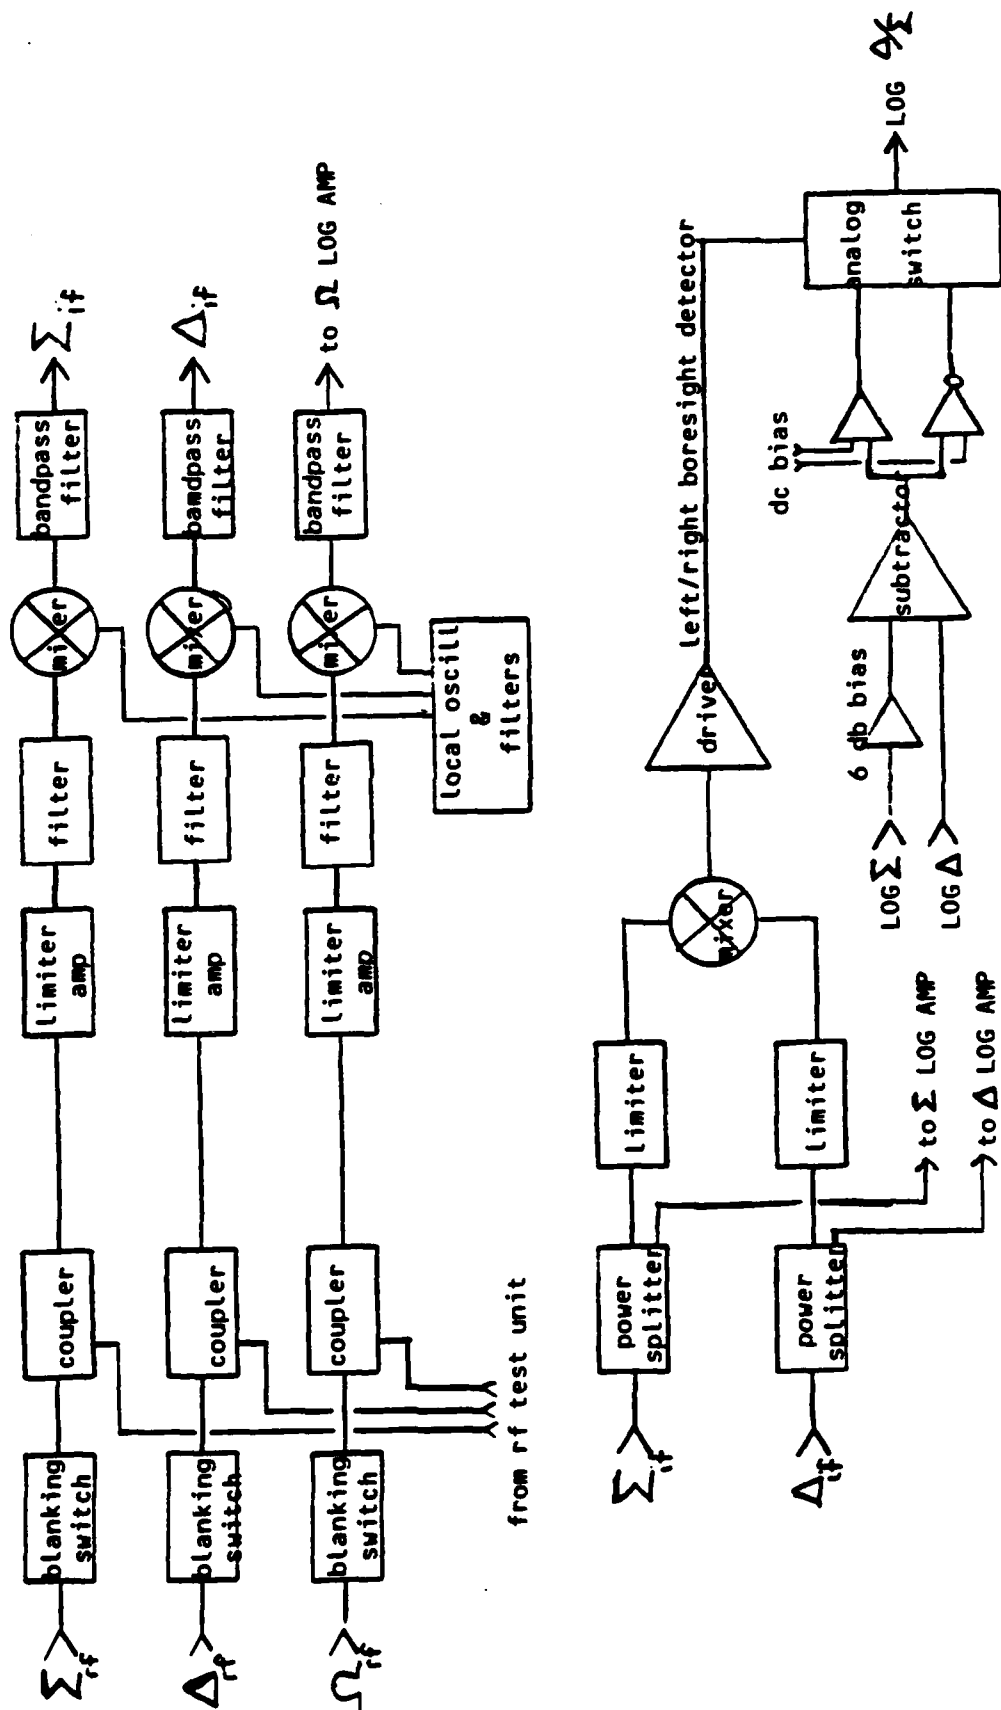 Σrf
blanking
switch
coupler
limiter
amp
filter
mixer
bandpass
filter
Σif
Δrf
blanking
switch
coupler
limiter
amp
filter
mixer
bamdpass
filter
Δif
Ωrf
blanking
switch
coupler
limiter
amp
filter
mixer
bandpass
filter
to Ω LOG AMP
from rf test unit
local oscill
&
filters
Σif
power
splitter
limiter
Δif
power
splitter
limiter
mixer
driver
left/right boresight detector
to Σ LOG AMP
to Δ LOG AMP
LOG Σ
LOG Δ
6 db bias
subtractor
dc bias
analog
switch
LOG Δ/Σ